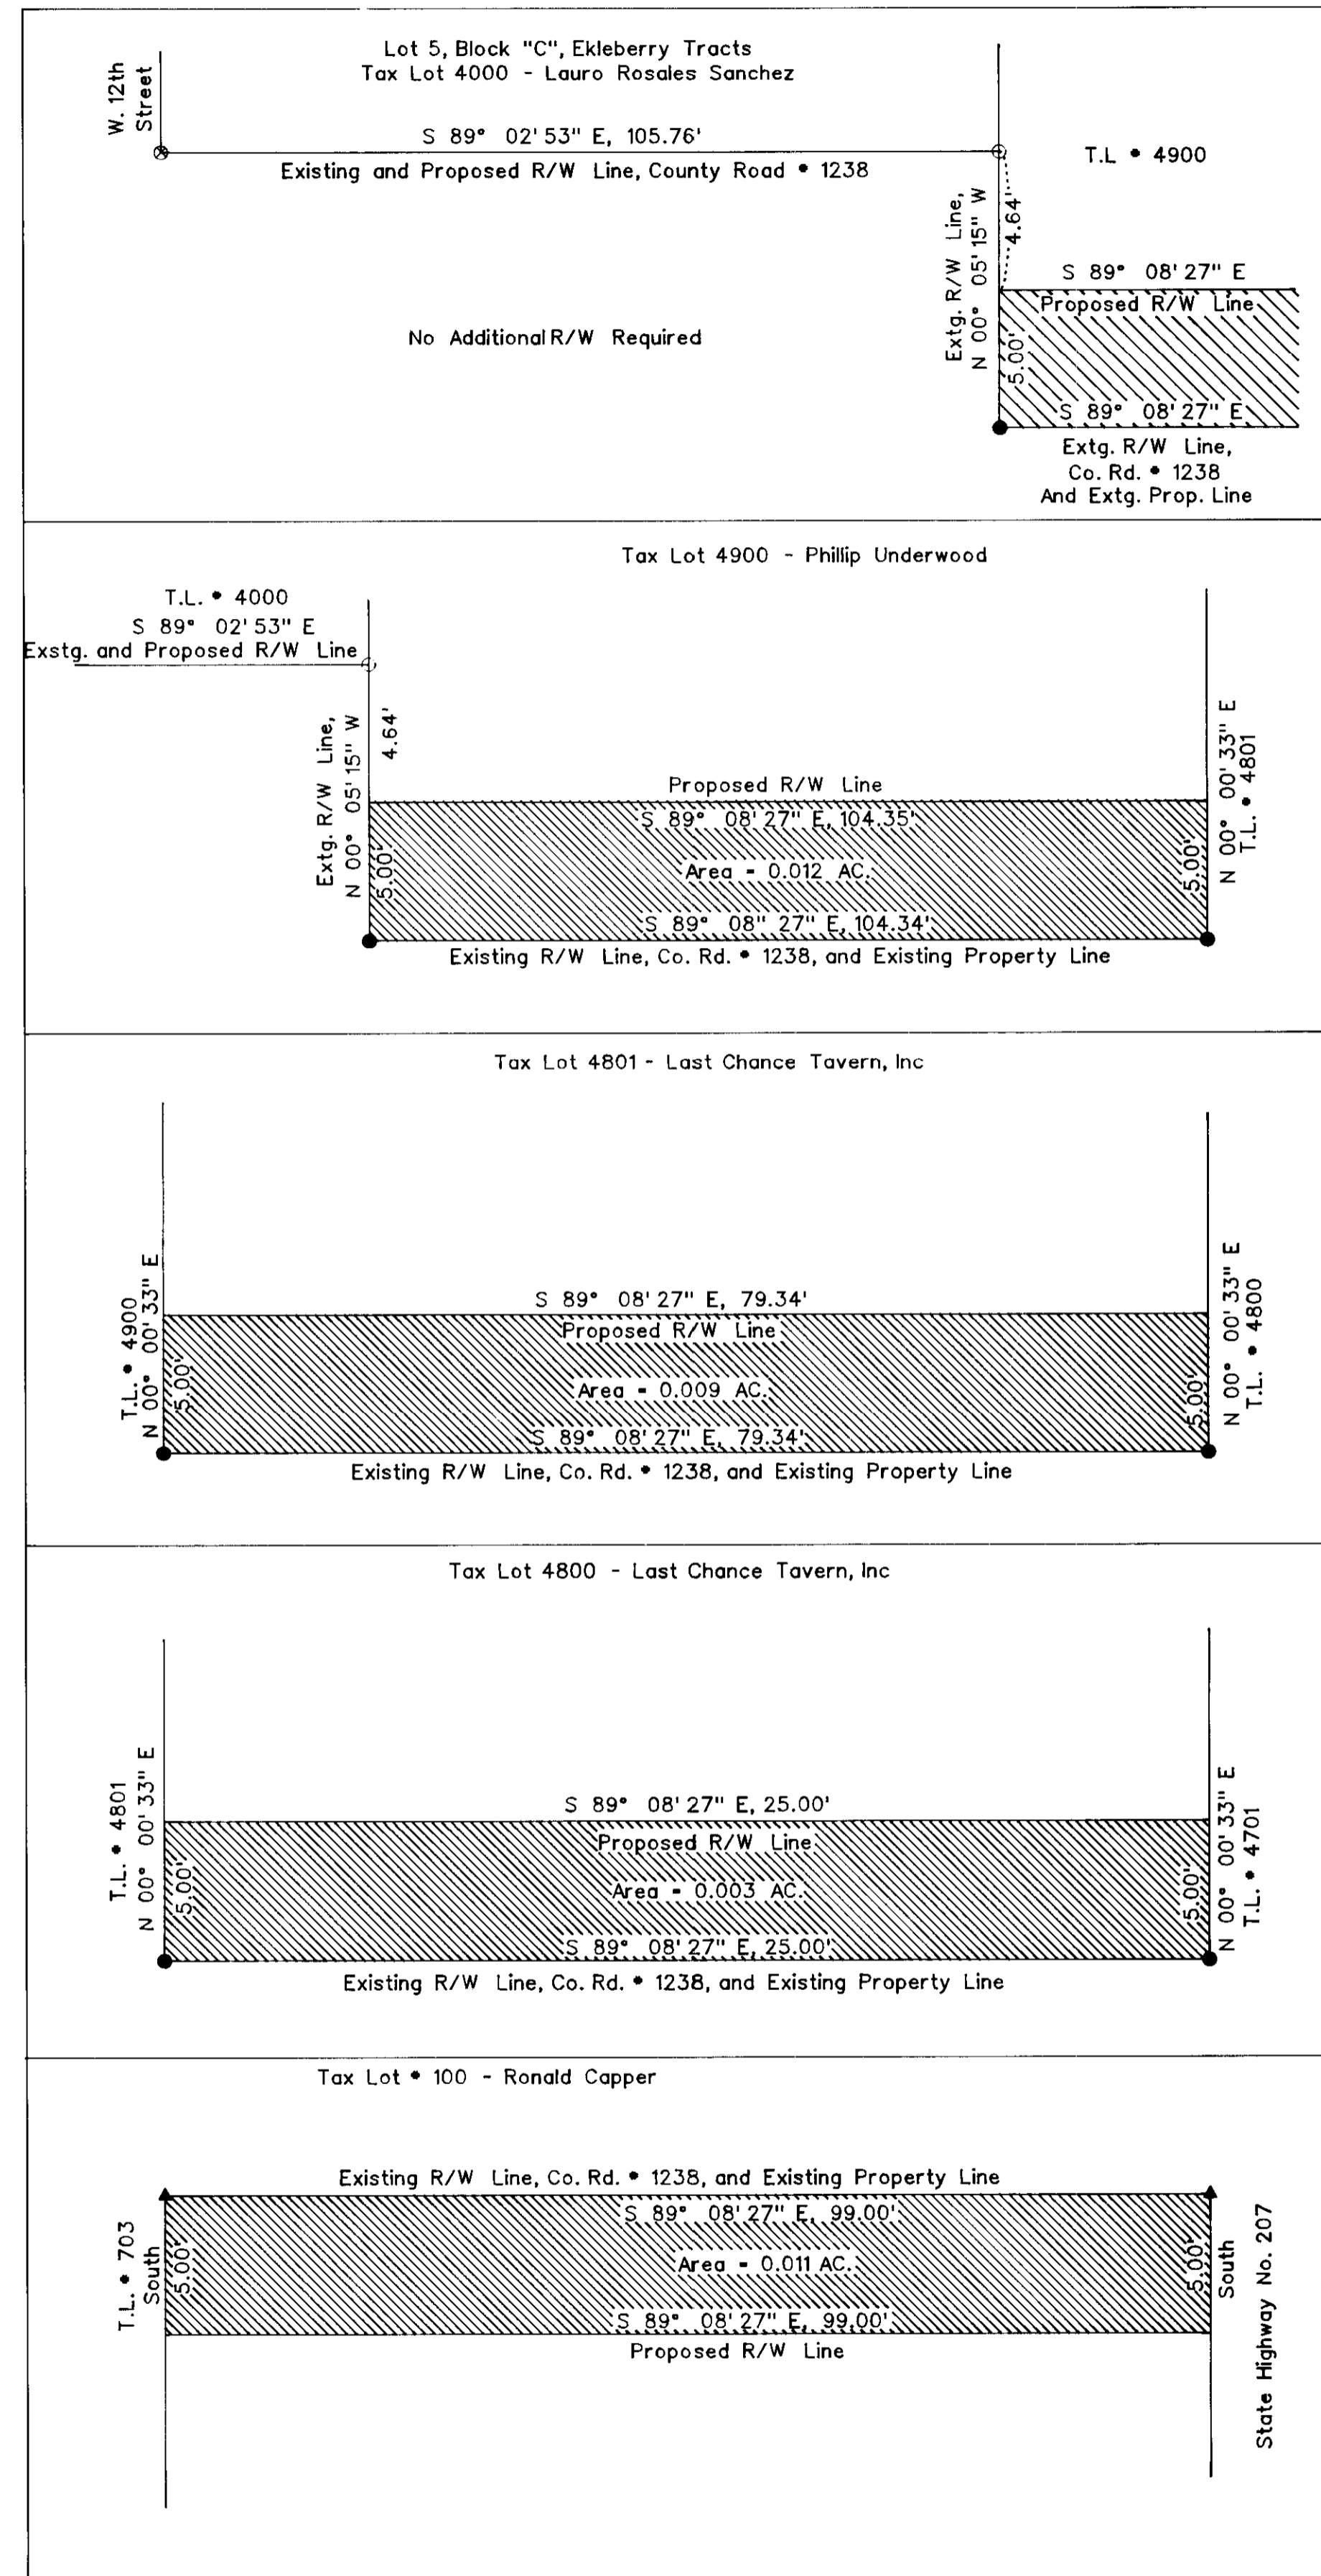 Lot 5, Block "C", Ekleberry Tracts
Tax Lot 4000 - Lauro Rosales Sanchez
W. 12th
Street
S 89° 02' 53" E, 105.76'
Existing and Proposed R/W Line, County Road • 1238
T.L • 4900
Extg. R/W Line,
N 00° 05' 15" W
4.64'
S 89° 08' 27" E
Proposed R/W Line
No Additional R/W Required
5.00'
S 89° 08' 27" E
Extg. R/W Line,
Co. Rd. • 1238
And Extg. Prop. Line
Tax Lot 4900 - Phillip Underwood
T.L. • 4000
S 89° 02' 53" E
Exstg. and Proposed R/W Line
Extg. R/W Line,
N 00° 05' 15" W
4.64'
Proposed R/W Line
S 89° 08' 27" E, 104.35'
5.00'
Area = 0.012 AC.
5.00'
N 00° 00' 33" E
T.L. • 4801
S 89° 08" 27" E, 104.34'
Existing R/W Line, Co. Rd. • 1238, and Existing Property Line
Tax Lot 4801 - Last Chance Tavern, Inc
T.L. • 4900
N 00° 00' 33" E
S 89° 08' 27" E, 79.34'
Proposed R/W Line
5.00'
Area = 0.009 AC.
5.00'
N 00° 00' 33" E
T.L. • 4800
S 89° 08' 27" E, 79.34'
Existing R/W Line, Co. Rd. • 1238, and Existing Property Line
Tax Lot 4800 - Last Chance Tavern, Inc
T.L. • 4801
N 00° 00' 33" E
S 89° 08' 27" E, 25.00'
Proposed R/W Line
5.00'
Area = 0.003 AC.
5.00'
N 00° 00' 33" E
T.L. • 4701
S 89° 08' 27" E, 25.00'
Existing R/W Line, Co. Rd. • 1238, and Existing Property Line
Tax Lot • 100 - Ronald Capper
Existing R/W Line, Co. Rd. • 1238, and Existing Property Line
T.L. • 703
South
S 89° 08' 27" E, 99.00'
5.00'
Area = 0.011 AC.
5.00'
South
State Highway No. 207
S 89° 08' 27" E, 99.00'
Proposed R/W Line